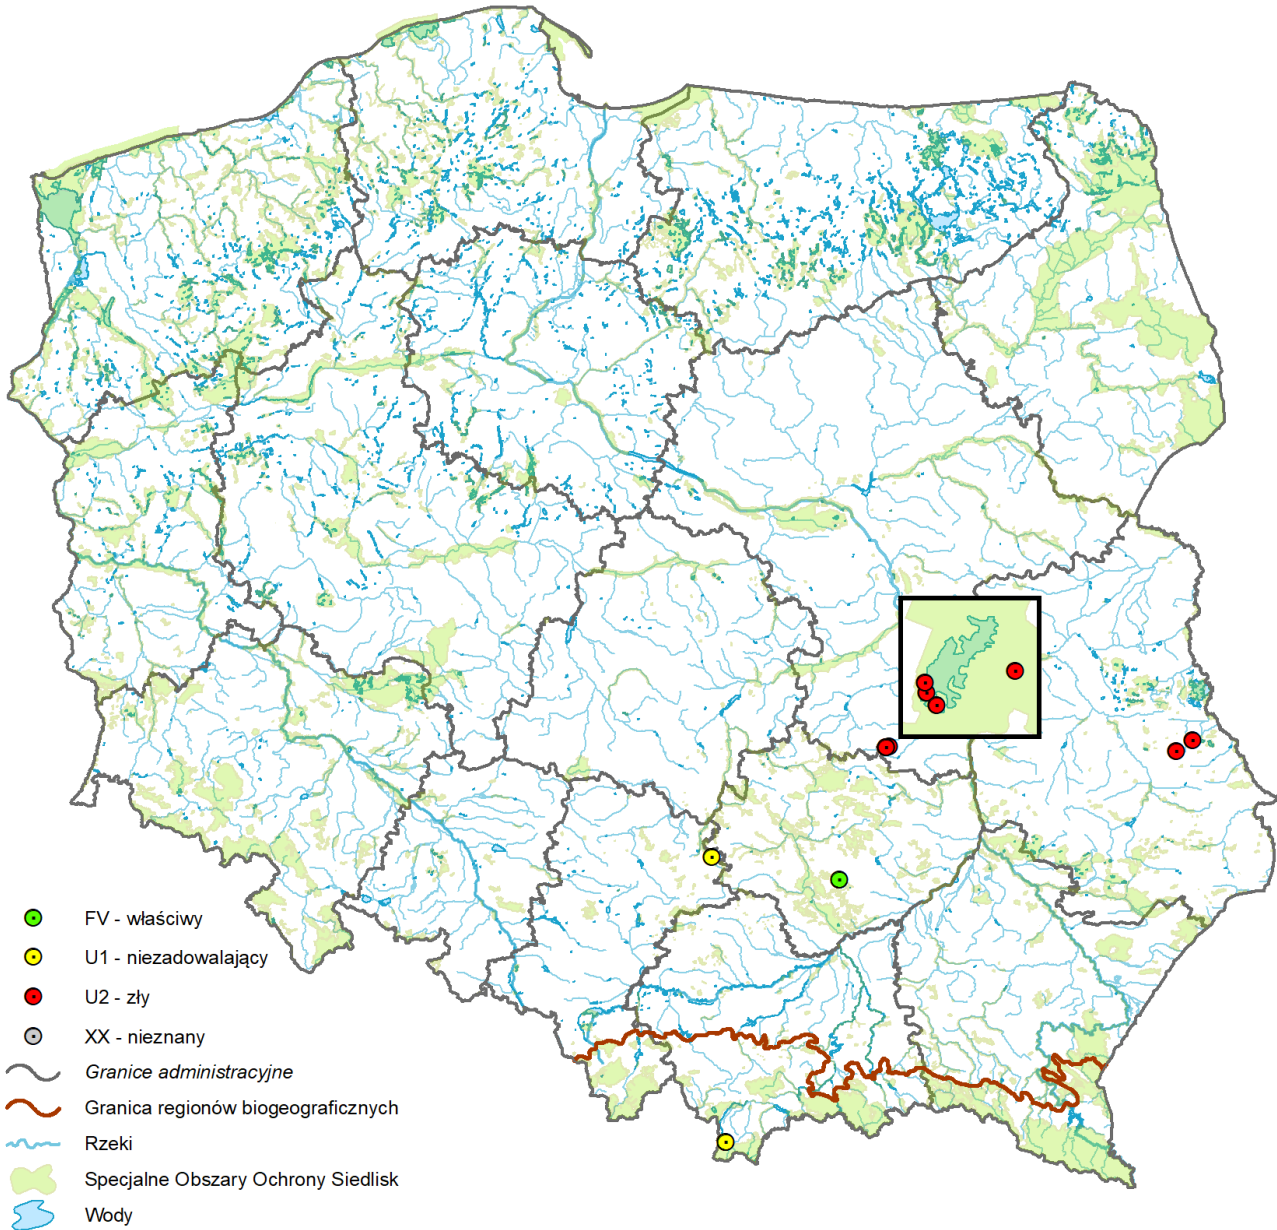 FV - właściwy
U1 - niezadowalający
U2 - zły
XX - nieznany
Granice administracyjne
Granica regionów biogeograficznych
Rzeki
Specjalne Obszary Ochrony Siedlisk
Wody